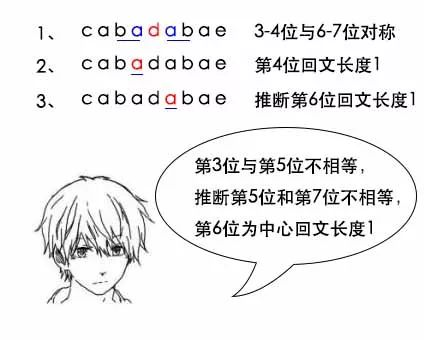 1、 cabadabae 3-4位与6-7位对称
2、 cabadabae 第4位回文长度1
3、 cabadabae 推断第6位回文长度1
第3位与第5位不相等，
推断第5位和第7位不相等，
第6位为中心回文长度1